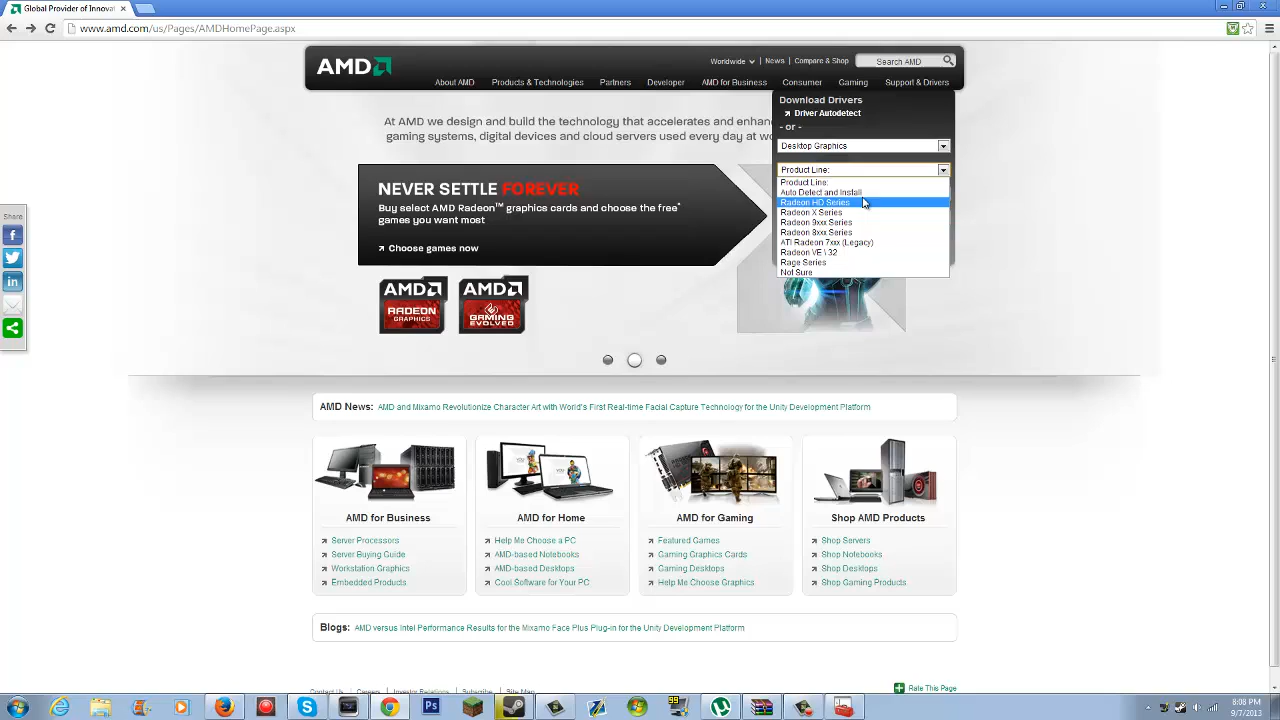 Global Provider of Innovat
www.amd.com/us/Pages/AMDHomePage.aspx
AMD
Worldwide | News | Compare & Shop
Search AMD
About AMD Products & Technologies Partners Developer AMD for Business Consumer Gaming Support & Drivers
Download Drivers
Driver Autodetect
- or -
Desktop Graphics
Product Line:
Product Line:
Auto Detect and Install
Radeon HD Series
Radeon X Series
Radeon 9xxx Series
Radeon 8xxx Series
ATI Radeon 7xxx (Legacy)
Radeon VE \ 32
Rage Series
Not Sure
At AMD we design and build the technology that accelerates and
gaming systems, digital devices and cloud servers used every day at
NEVER SETTLE FOREVER
Buy select AMD Radeon™ graphics cards and choose the free*
games you want most
Choose games now
AMD
RADEON
GRAPHICS
AMD
GAMING
EVOLVED
Share
AMD News: AMD and Mixamo Revolutionize Character Art with World's First Real-time Facial Capture Technology for the Unity Development Platform
AMD for Business
Server Processors
Server Buying Guide
Workstation Graphics
Embedded Products
AMD for Home
Help Me Choose a PC
AMD-based Notebooks
AMD-based Desktops
Cool Software for Your PC
AMD for Gaming
Featured Games
Gaming Graphics Cards
Gaming Desktops
Help Me Choose Graphics
Shop AMD Products
Shop Servers
Shop Notebooks
Shop Desktops
Shop Gaming Products
Blogs: AMD versus Intel Performance Results for the Mixamo Face Plus Plug-in for the Unity Development Platform
Contact Us Careers Investor Relations Subscribe Site Map
Rate This Page
8:08 PM
9/7/2013